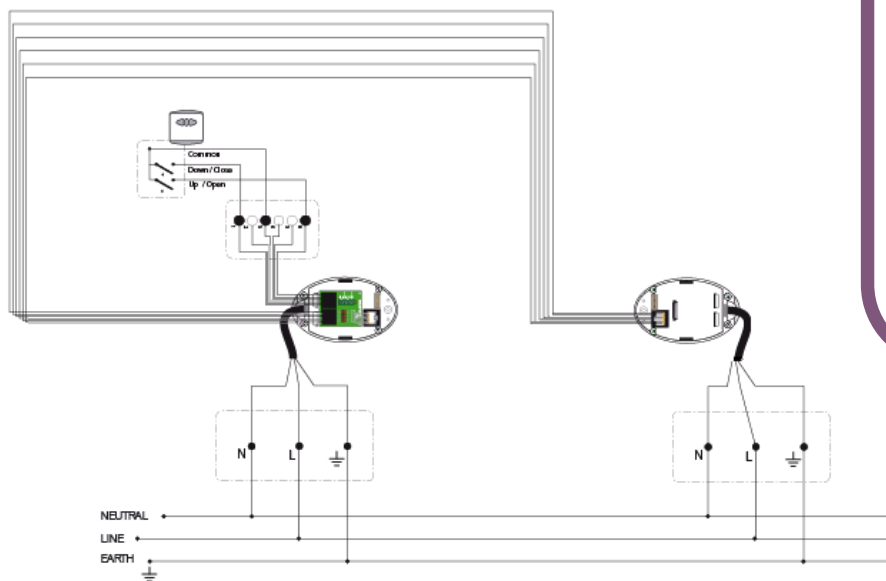 Common
Down / Close
Up / Open
N L
N L
NEUTRAL
LINE
EARTH